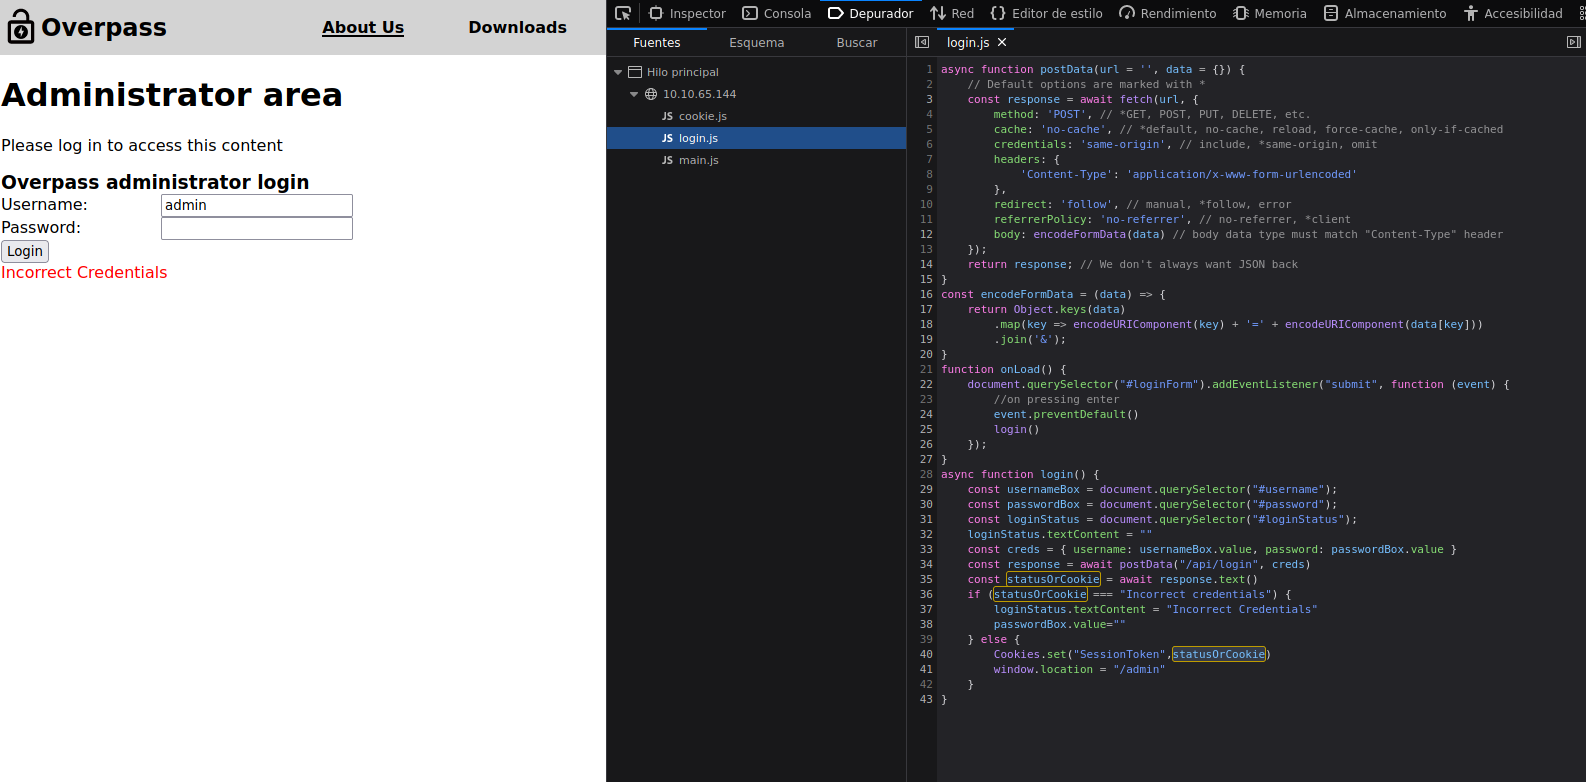 Overpass About Us Downloads
Administrator area
Please log in to access this content
Overpass administrator login
Username: admin
Password:
Login
Incorrect Credentials
Inspector Consola Depurador Red Editor de estilo Rendimiento Memoria Almacenamiento Accesibilidad
Fuentes Esquema Buscar
Hilo principal
10.10.65.144
JS cookie.js
JS login.js
JS main.js
login.js
1 async function postData(url = '', data = {}) {
2     // Default options are marked with *
3     const response = await fetch(url, {
4         method: 'POST', // *GET, POST, PUT, DELETE, etc.
5         cache: 'no-cache', // *default, no-cache, reload, force-cache, only-if-cached
6         credentials: 'same-origin', // include, *same-origin, omit
7         headers: {
8             'Content-Type': 'application/x-www-form-urlencoded'
9         },
10         redirect: 'follow', // manual, *follow, error
11         referrerPolicy: 'no-referrer', // no-referrer, *client
12         body: encodeFormData(data) // body data type must match "Content-Type" header
13     });
14     return response; // We don't always want JSON back
15 }
16 const encodeFormData = (data) => {
17     return Object.keys(data)
18         .map(key => encodeURIComponent(key) + '=' + encodeURIComponent(data[key]))
19         .join('&');
20 }
21 function onLoad() {
22     document.querySelector("#loginForm").addEventListener("submit", function (event) {
23         //on pressing enter
24         event.preventDefault()
25         login()
26     });
27 }
28 async function login() {
29     const usernameBox = document.querySelector("#username");
30     const passwordBox = document.querySelector("#password");
31     const loginStatus = document.querySelector("#loginStatus");
32     loginStatus.textContent = ""
33     const creds = { username: usernameBox.value, password: passwordBox.value }
34     const response = await postData("/api/login", creds)
35     const statusOrCookie = await response.text()
36     if (statusOrCookie === "Incorrect credentials") {
37         loginStatus.textContent = "Incorrect Credentials"
38         passwordBox.value=""
39     } else {
40         Cookies.set("SessionToken",statusOrCookie)
41         window.location = "/admin"
42     }
43 }